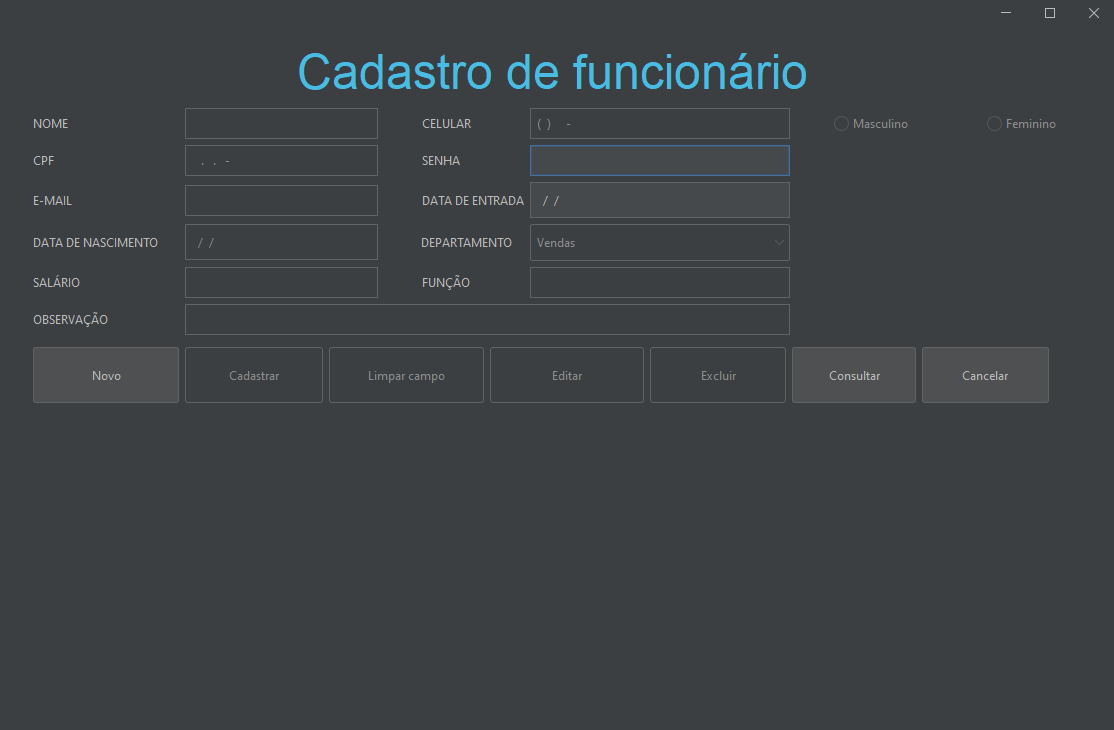 Cadastro de funcionário
NOME
CELULAR
( ) -
Masculino
Feminino
CPF
. . -
SENHA
E-MAIL
DATA DE ENTRADA
/ /
DATA DE NASCIMENTO
/ /
DEPARTAMENTO
Vendas
SALÁRIO
FUNÇÃO
OBSERVAÇÃO
Novo
Cadastrar
Limpar campo
Editar
Excluir
Consultar
Cancelar